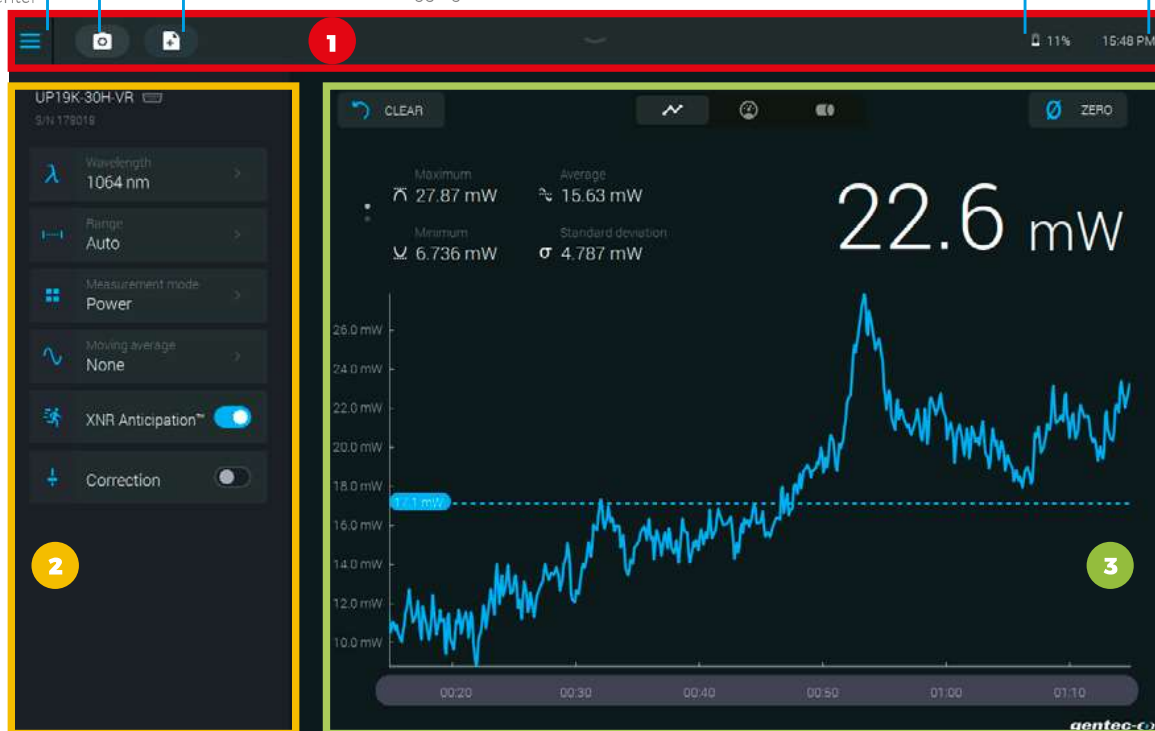 1
11% 15:48 PM
UP19K-30H-VR
S/N 178018
Wavelength
1064 nm
Range
Auto
Measurement mode
Power
Moving average
None
XNR Anticipation™
Correction
2
CLEAR
ZERO
Maximum
27.87 mW
Average
15.63 mW
Minimum
6.736 mW
Standard deviation
σ 4.787 mW
22.6 mW
26.0 mW
24.0 mW
22.0 mW
20.0 mW
18.0 mW
17.1 mW
16.0 mW
14.0 mW
12.0 mW
10.0 mW
3
00:20 00:30 00:40 00:50 01:00 01:10